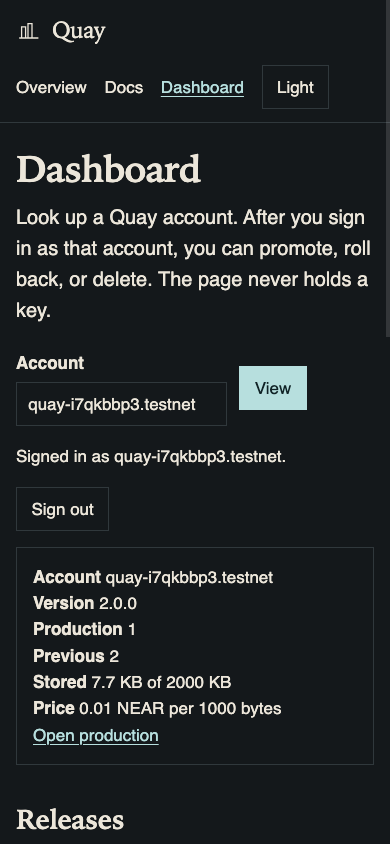 Quay
Overview Docs Dashboard Light
Dashboard
Look up a Quay account. After you sign
in as that account, you can promote, roll
back, or delete. The page never holds a
key.
Account
quay-i7qkbbp3.testnet View
Signed in as quay-i7qkbbp3.testnet.
Sign out
Account quay-i7qkbbp3.testnet
Version 2.0.0
Production 1
Previous 2
Stored 7.7 KB of 2000 KB
Price 0.01 NEAR per 1000 bytes
Open production
Releases